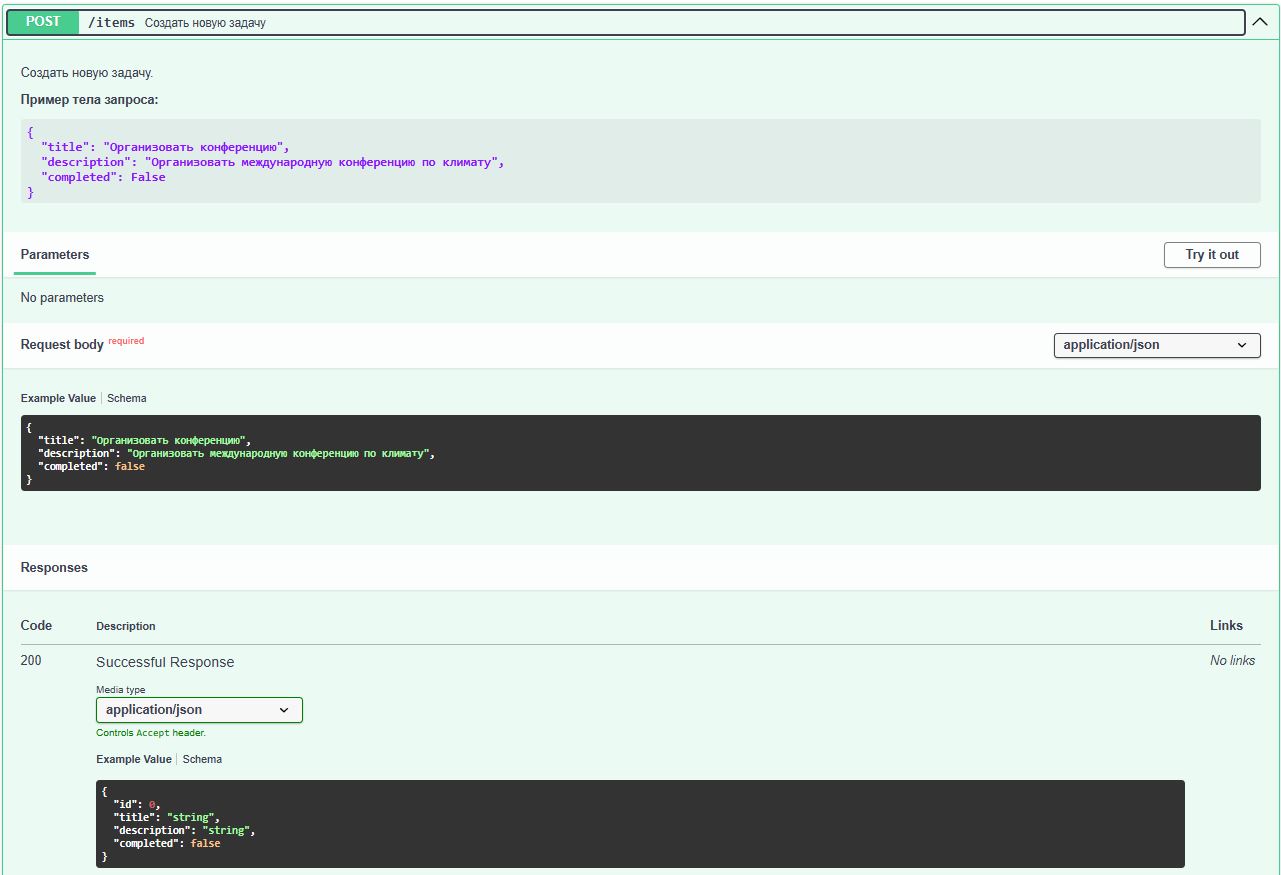 POST /items Создать новую задачу
Создать новую задачу.
Пример тела запроса:
{
"title": "Организовать конференцию",
"description": "Организовать международную конференцию по климату",
"completed": False
}
Parameters
Try it out
No parameters
Request body required
application/json
Example Value Schema
{
"title": "Организовать конференцию",
"description": "Организовать международную конференцию по климату",
"completed": false
}
Responses
Code Description Links
200 Successful Response No links
Media type
application/json
Controls Accept header.
Example Value Schema
{
"id": 0,
"title": "string",
"description": "string",
"completed": false
}